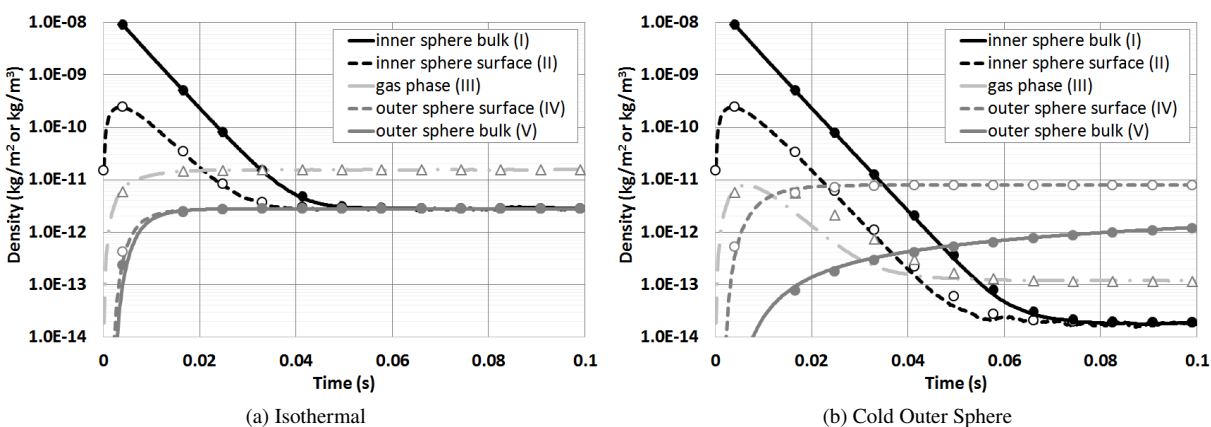 1.0E-08
1.0E-09
1.0E-10
1.0E-11
1.0E-12
1.0E-13
1.0E-14
Density (kg/m² or kg/m³)
inner sphere bulk (I)
inner sphere surface (II)
gas phase (III)
outer sphere surface (IV)
outer sphere bulk (V)
0 0.02 0.04 0.06 0.08 0.1
Time (s)
(a) Isothermal
1.0E-08
1.0E-09
1.0E-10
1.0E-11
1.0E-12
1.0E-13
1.0E-14
Density (kg/m² or kg/m³)
inner sphere bulk (I)
inner sphere surface (II)
gas phase (III)
outer sphere surface (IV)
outer sphere bulk (V)
0 0.02 0.04 0.06 0.08 0.1
Time (s)
(b) Cold Outer Sphere